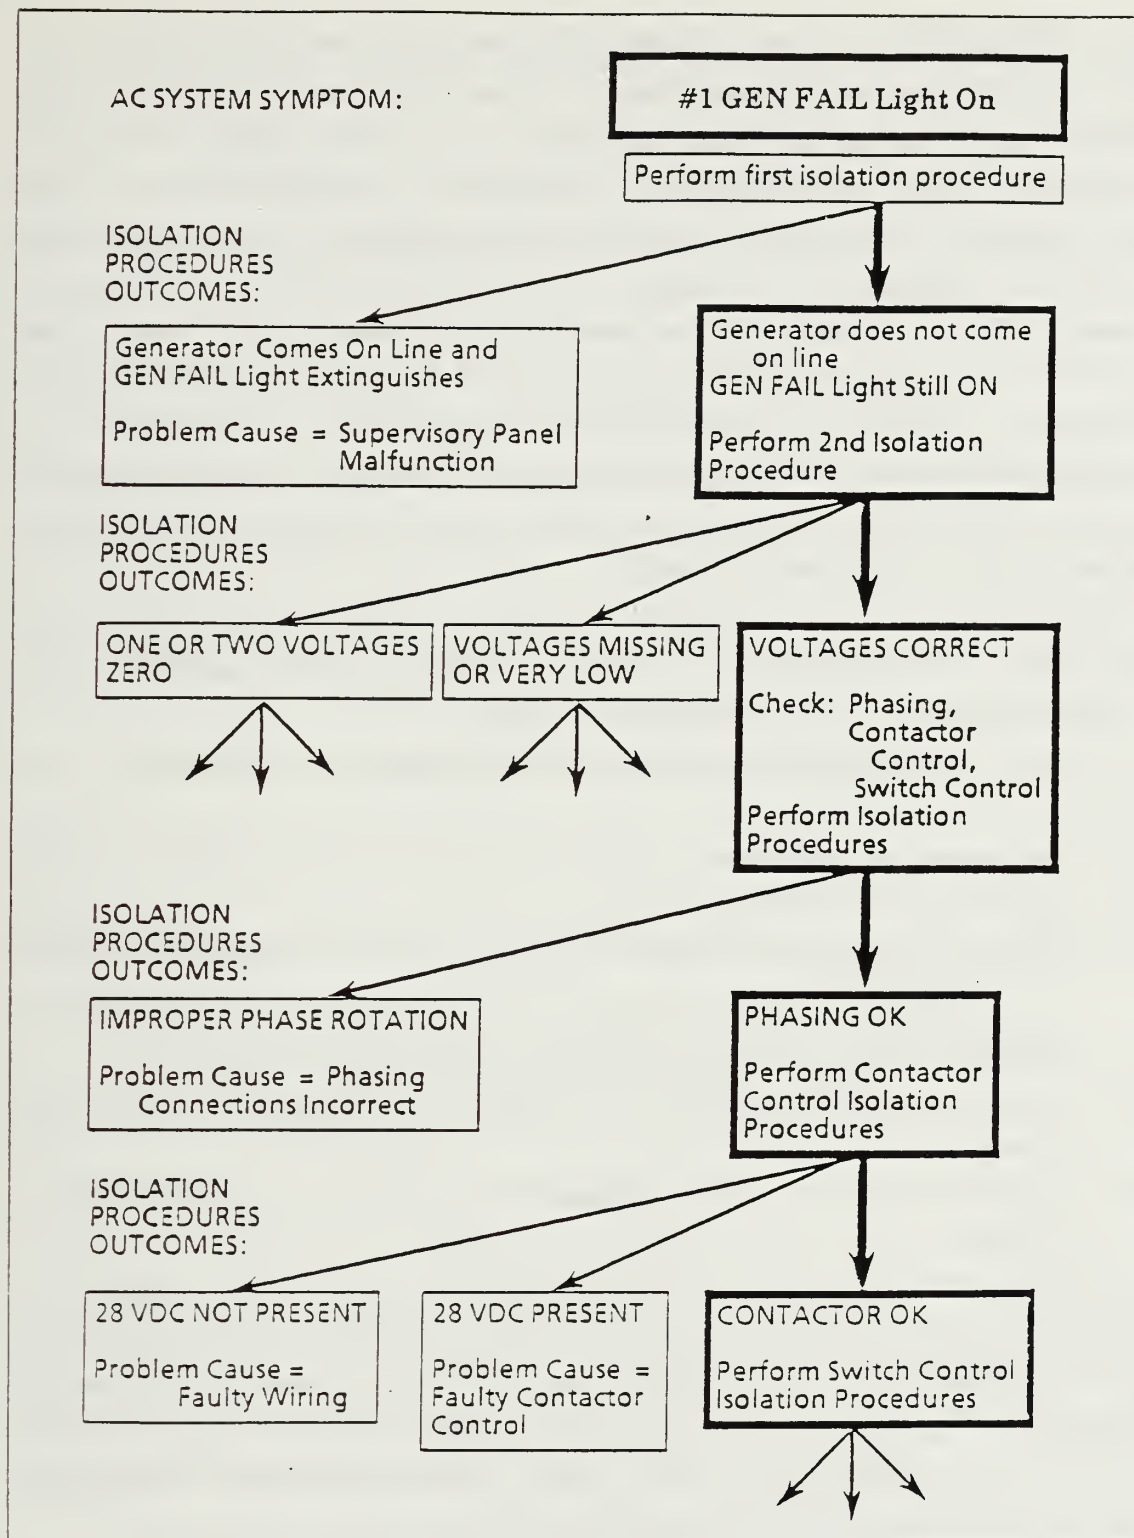 AC SYSTEM SYMPTOM:
#1 GEN FAIL Light On
Perform first isolation procedure
ISOLATION
PROCEDURES
OUTCOMES:
Generator Comes On Line and
GEN FAIL Light Extinguishes
Problem Cause = Supervisory Panel
Malfunction
Generator does not come
on line
GEN FAIL Light Still ON
Perform 2nd Isolation
Procedure
ISOLATION
PROCEDURES
OUTCOMES:
ONE OR TWO VOLTAGES
ZERO
VOLTAGES MISSING
OR VERY LOW
VOLTAGES CORRECT
Check: Phasing,
Contactor
Control,
Switch Control
Perform Isolation
Procedures
ISOLATION
PROCEDURES
OUTCOMES:
IMPROPER PHASE ROTATION
Problem Cause = Phasing
Connections Incorrect
PHASING OK
Perform Contactor
Control Isolation
Procedures
ISOLATION
PROCEDURES
OUTCOMES:
28 VDC NOT PRESENT
Problem Cause =
Faulty Wiring
28 VDC PRESENT
Problem Cause =
Faulty Contactor
Control
CONTACTOR OK
Perform Switch Control
Isolation Procedures